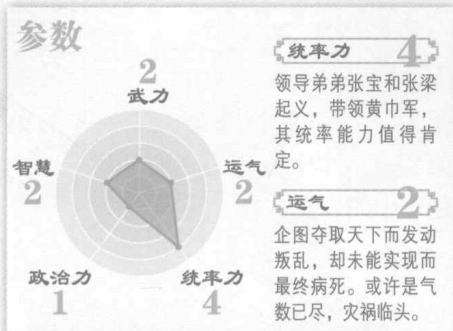 参数
2
武力
智慧
2
运气
2
政治力
1
统率力
4
统率力 4
领导弟弟张宝和张梁
起义，带领黄巾军，
其统率能力值得肯
定。
运气 2
企图夺取天下而发动
叛乱，却未能实现而
最终病死。或许是气
数已尽，灾祸临头。